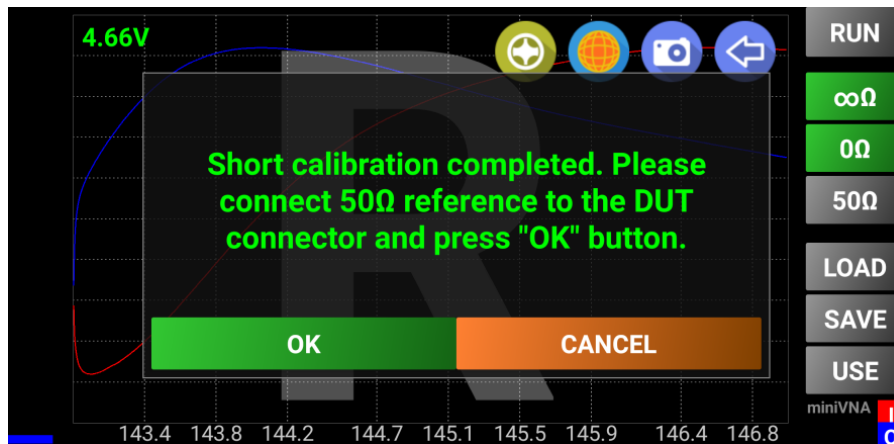 4.66V
RUN
∞Ω
0Ω
50Ω
LOAD
SAVE
USE
R
Short calibration completed. Please
connect 50Ω reference to the DUT
connector and press "OK" button.
OK
CANCEL
miniVNA
143.4 143.8 144.2 144.7 145.1 145.5 145.9 146.4 146.8